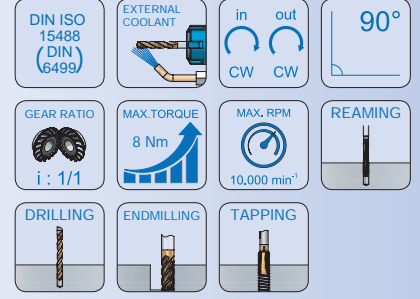 DIN ISO
15488
(DIN
6499)
EXTERNAL
COOLANT
in out
CW CW
90°
GEAR RATIO
i : 1/1
MAX.TORQUE
8 Nm
MAX. RPM
10.000 min⁻¹
REAMING
DRILLING
ENDMILLING
TAPPING